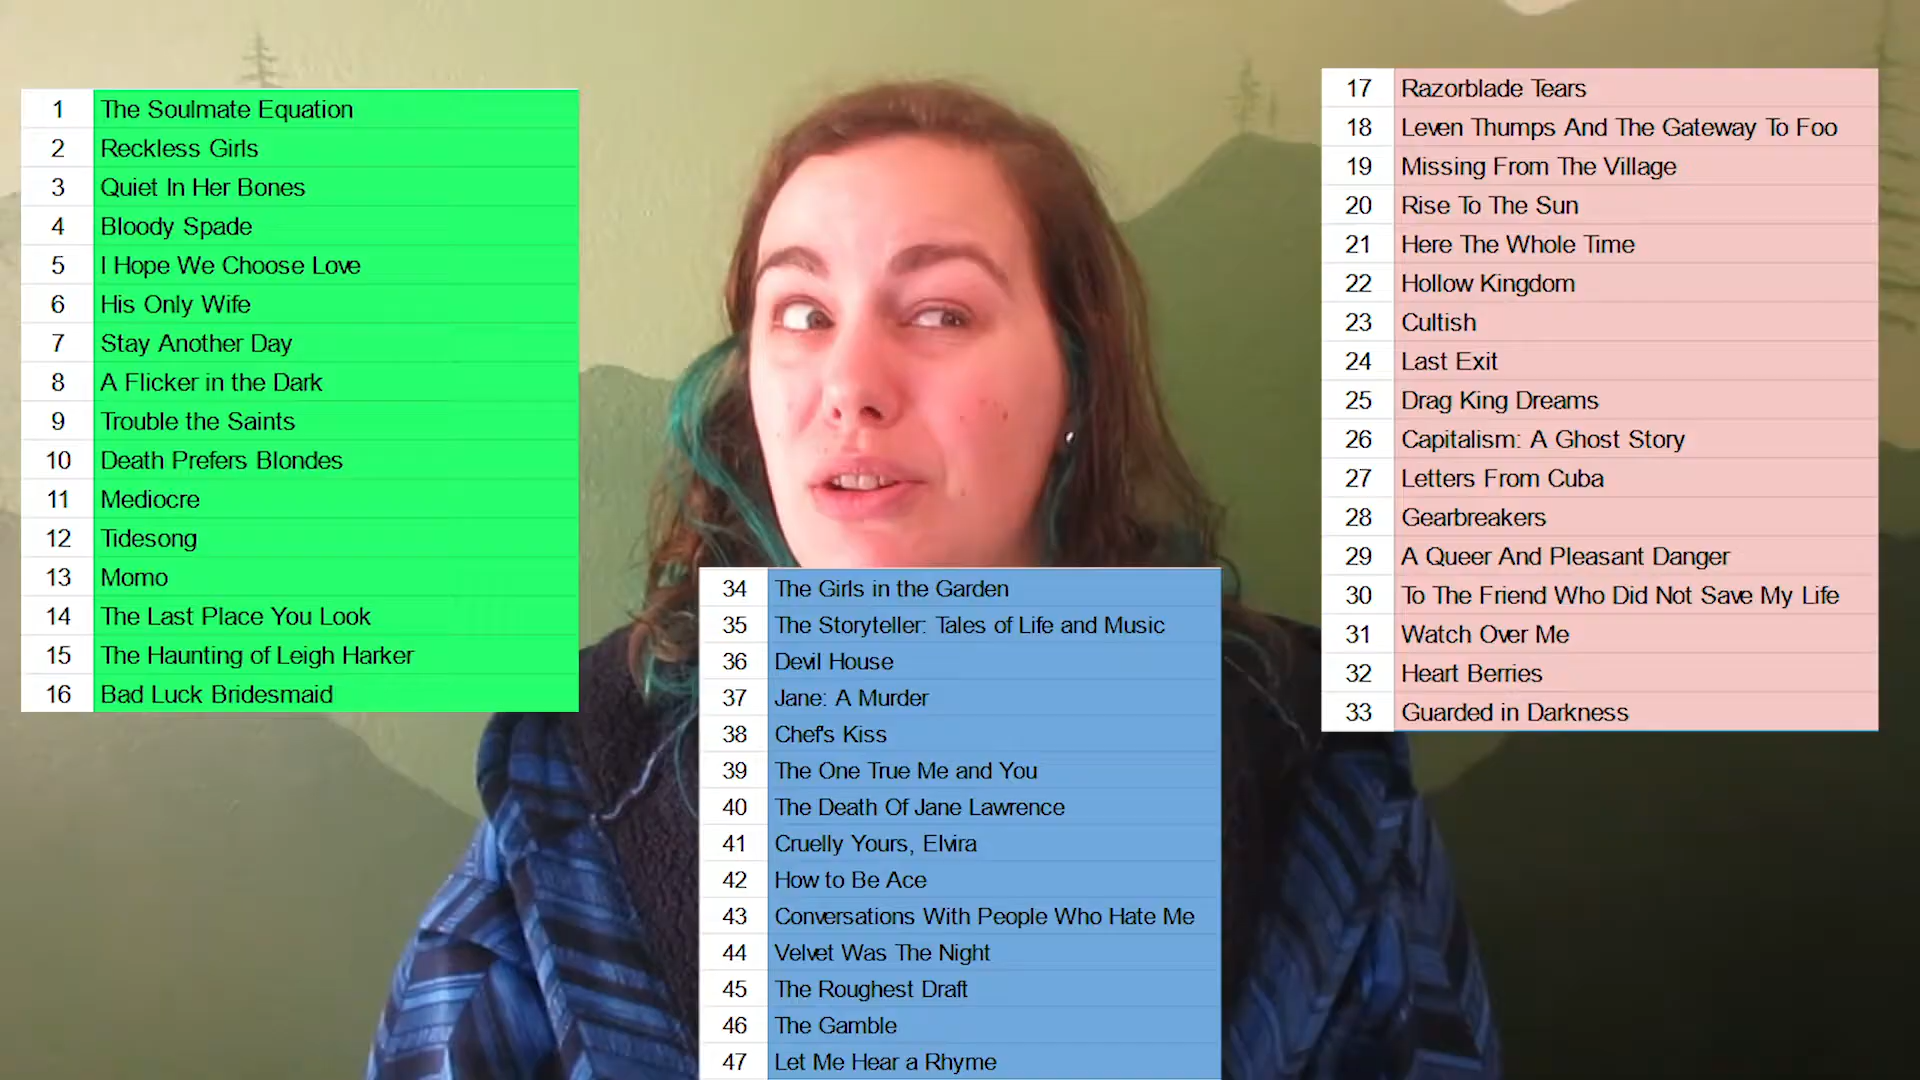 1 The Soulmate Equation
2 Reckless Girls
3 Quiet In Her Bones
4 Bloody Spade
5 I Hope We Choose Love
6 His Only Wife
7 Stay Another Day
8 A Flicker in the Dark
9 Trouble the Saints
10 Death Prefers Blondes
11 Mediocre
12 Tidesong
13 Momo
14 The Last Place You Look
15 The Haunting of Leigh Harker
16 Bad Luck Bridesmaid
17 Razorblade Tears
18 Leven Thumps And The Gateway To Foo
19 Missing From The Village
20 Rise To The Sun
21 Here The Whole Time
22 Hollow Kingdom
23 Cultish
24 Last Exit
25 Drag King Dreams
26 Capitalism: A Ghost Story
27 Letters From Cuba
28 Gearbreakers
29 A Queer And Pleasant Danger
30 To The Friend Who Did Not Save My Life
31 Watch Over Me
32 Heart Berries
33 Guarded in Darkness
34 The Girls in the Garden
35 The Storyteller: Tales of Life and Music
36 Devil House
37 Jane: A Murder
38 Chef's Kiss
39 The One True Me and You
40 The Death Of Jane Lawrence
41 Cruelly Yours, Elvira
42 How to Be Ace
43 Conversations With People Who Hate Me
44 Velvet Was The Night
45 The Roughest Draft
46 The Gamble
47 Let Me Hear a Rhyme